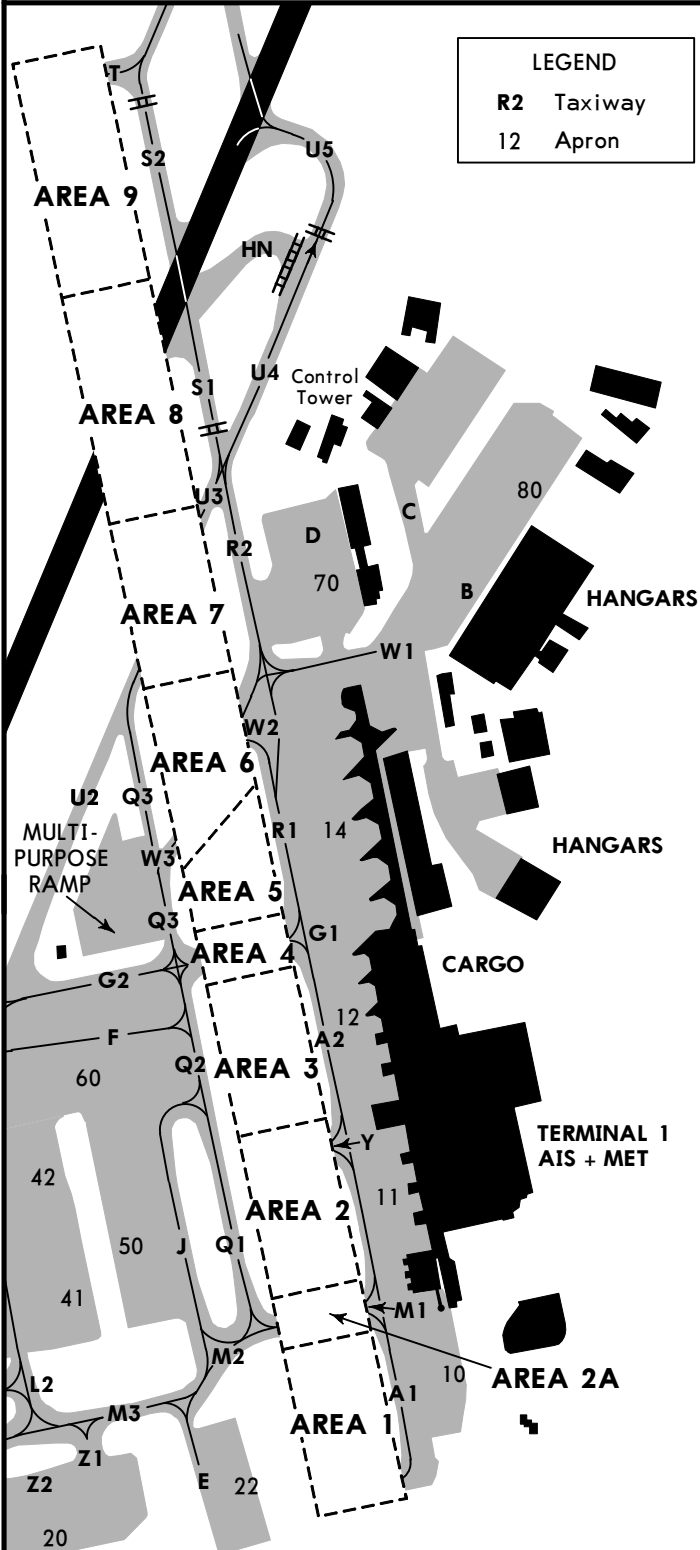 LEGEND
R2 Taxiway
12 Apron
T
S2
U5
AREA 9
HN
S1
U4
Control
Tower
AREA 8
U3
80
C
R2
D
70
B
HANGARS
AREA 7
W1
W2
AREA 6
U2
Q3
MULTI-
PURPOSE
RAMP
W3
R1
14
HANGARS
AREA 5
Q3
G1
AREA 4
CARGO
G2
12
F
A2
Q2
AREA 3
60
Y
TERMINAL 1
AIS + MET
42
11
AREA 2
50
J
Q1
41
M1
M2
10
AREA 2A
L2
A1
M3
AREA 1
Z1
Z2
E
22
20